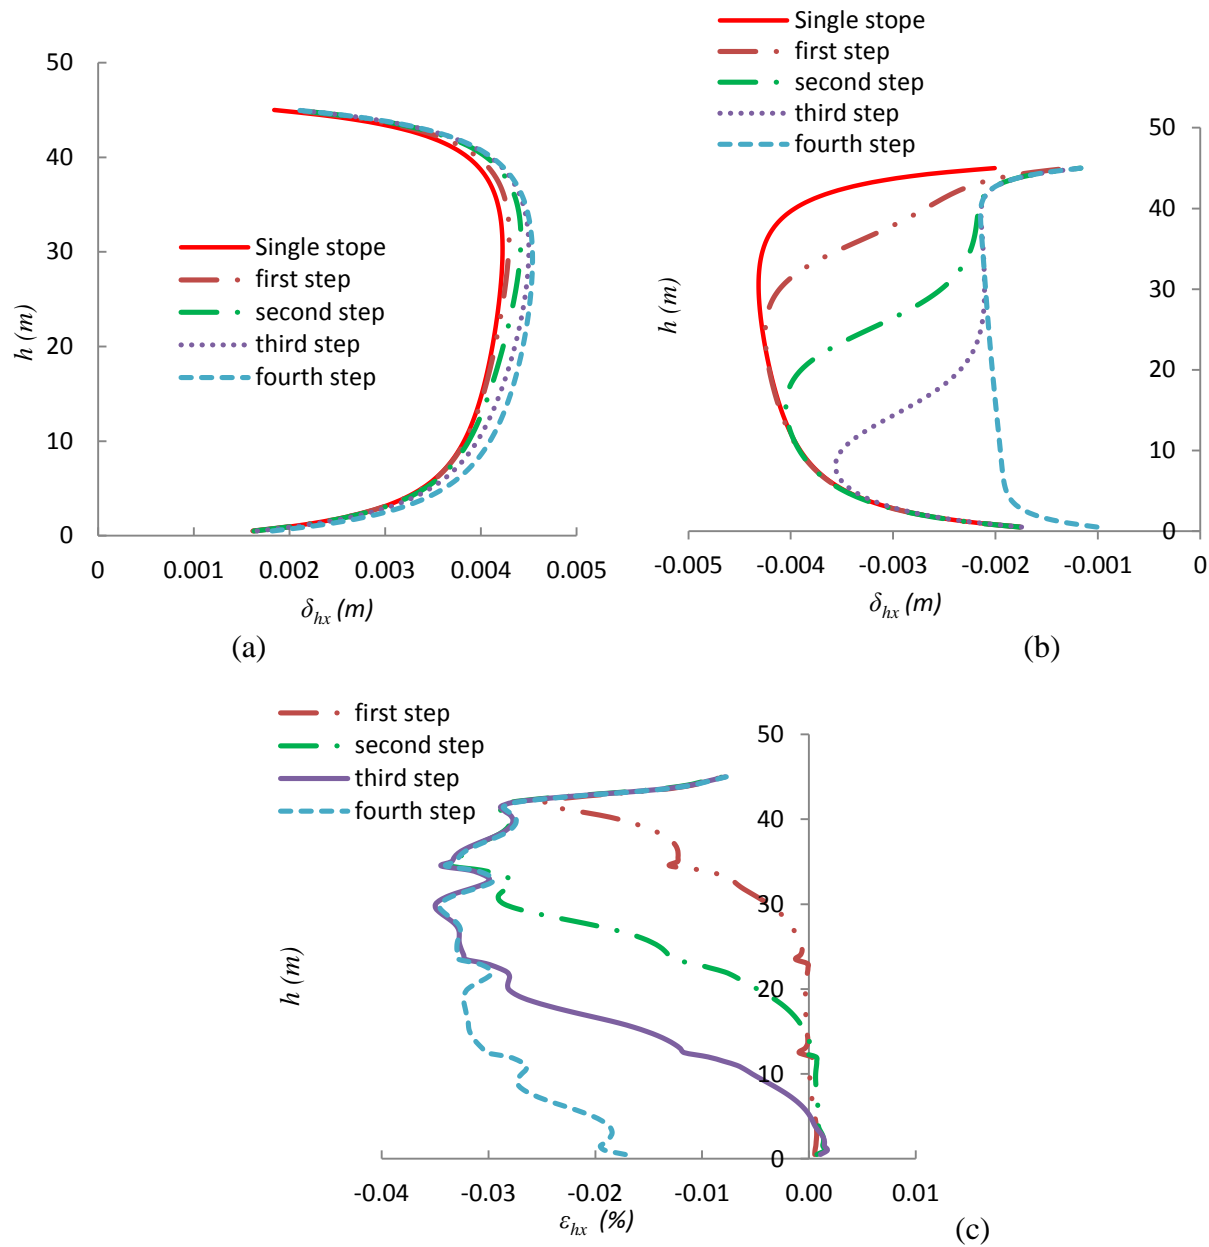 50
40
30
20
10
0
h (m)
Single stope
first step
second step
third step
fourth step
0
0.001
0.002
0.003
0.004
0.005
δhx (m)
(a)
Single stope
first step
second step
third step
fourth step
50
40
30
20
10
0
h (m)
-0.005
-0.004
-0.003
-0.002
-0.001
0
δhx (m)
(b)
first step
second step
third step
fourth step
50
40
30
20
10
0
h (m)
-0.04
-0.03
-0.02
-0.01
0.00
0.01
εhx (%)
(c)